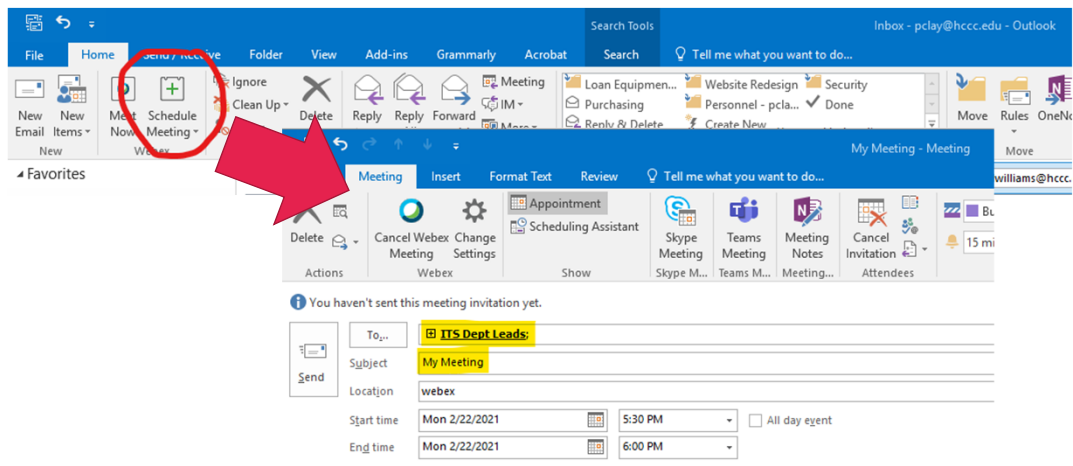 Search Tools
Inbox - pclay@hccc.edu - Outlook
File Home Send / Receive Folder View Add-ins Grammarly Acrobat Search Tell me what you want to do...
Ignore
Clean Up
Meeting
IM
More
Loan Equipmen...
Website Redesign
Security
Purchasing
Personnel - pcla...
Done
Reply & Delete
Create New
New Email
New Items
Meet Now
Schedule Meeting
Delete
Reply
Reply
Forward
Move
Rules
OneNo
New
Webex
Move
Favorites
williams@hccc.
My Meeting - Meeting
Meeting Insert Format Text Review Tell me what you want to do...
Delete
Cancel Webex Meeting
Change Settings
Appointment
Scheduling Assistant
Skype Meeting
Teams Meeting
Meeting Notes
Cancel Invitation
Bu
15 mi
Actions
Webex
Show
Skype M...
Teams M...
Meeting...
Attendees
You haven't sent this meeting invitation yet.
Send
To...
ITS Dept Leads;
Subject
My Meeting
Location
webex
Start time
Mon 2/22/2021
5:30 PM
All day event
End time
Mon 2/22/2021
6:00 PM